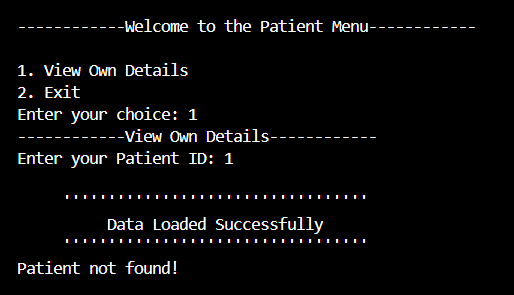 ------------Welcome to the Patient Menu------------
1. View Own Details
2. Exit
Enter your choice: 1
------------View Own Details------------
Enter your Patient ID: 1
''''''''''''''''''''''''''''''''''
Data Loaded Successfully
''''''''''''''''''''''''''''''''''
Patient not found!